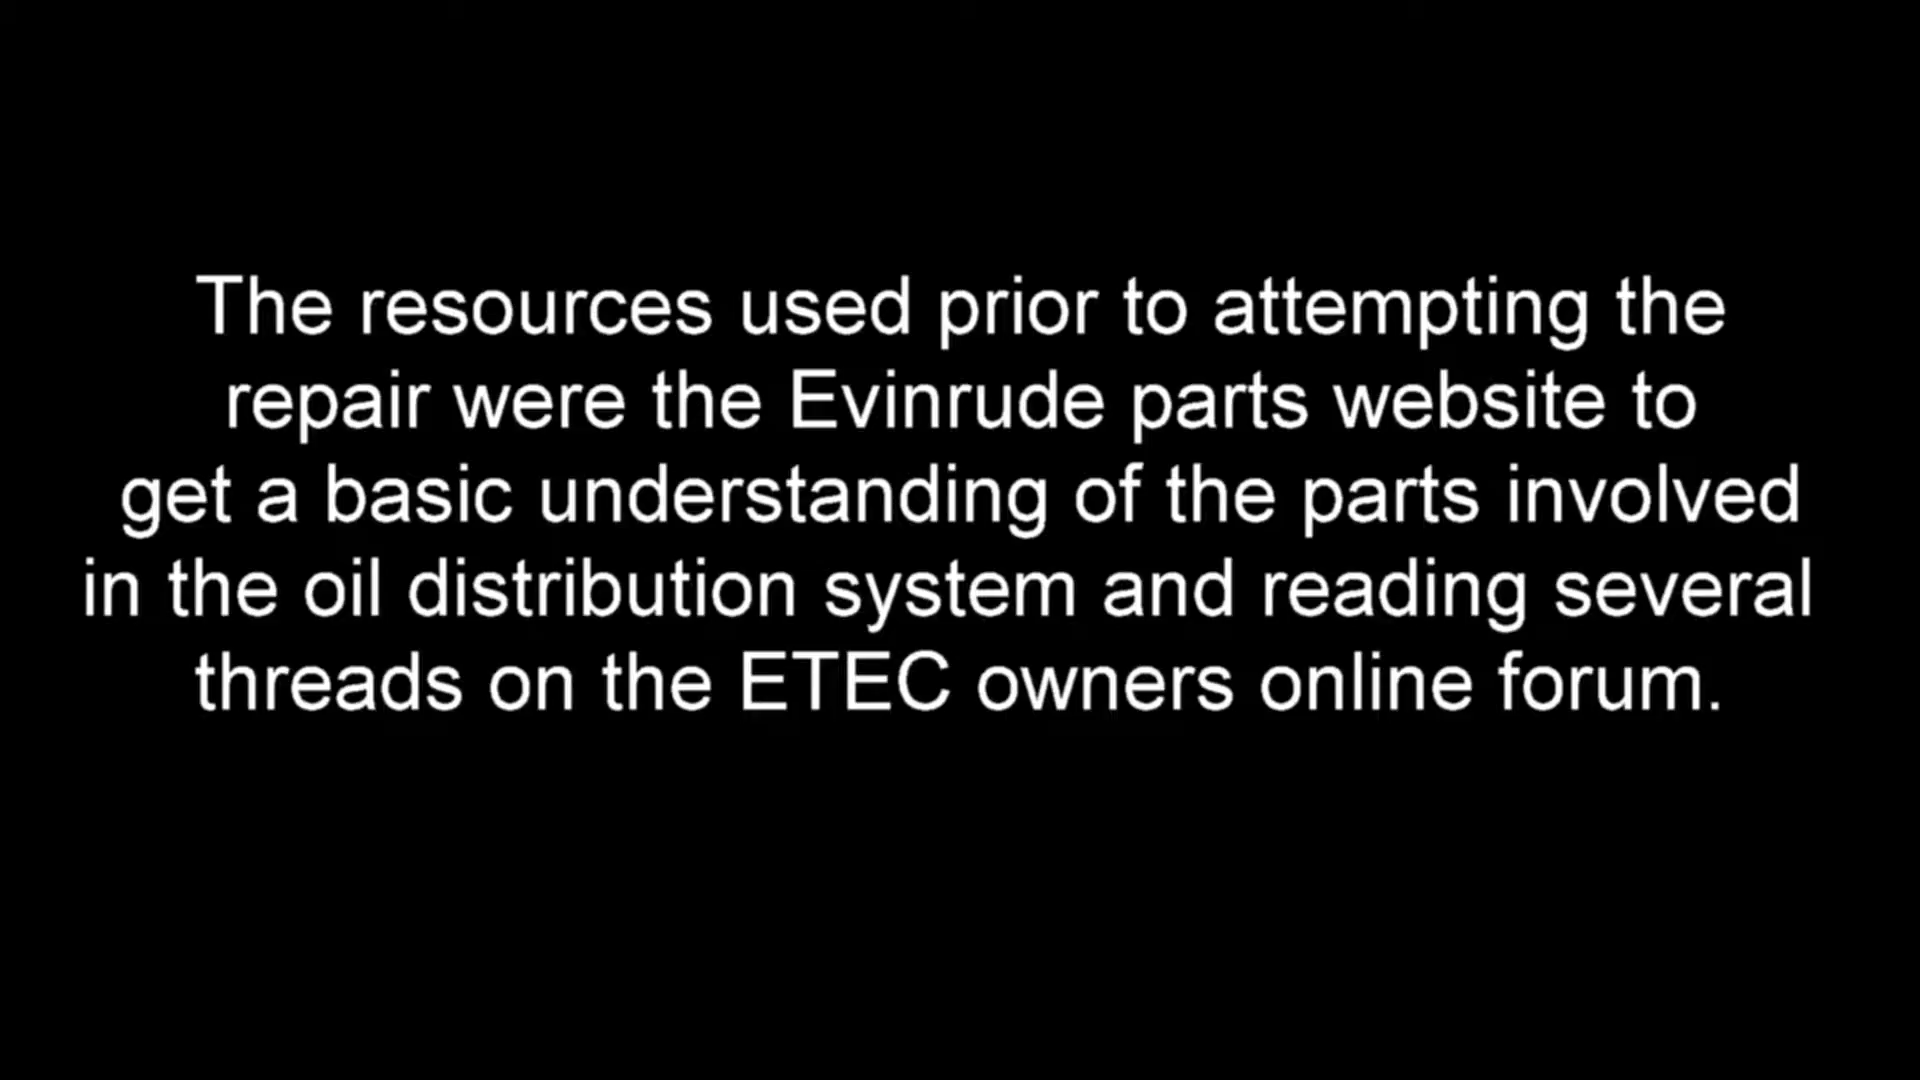 The resources used prior to attempting the
repair were the Evinrude parts website to
get a basic understanding of the parts involved
in the oil distribution system and reading several
threads on the ETEC owners online forum.